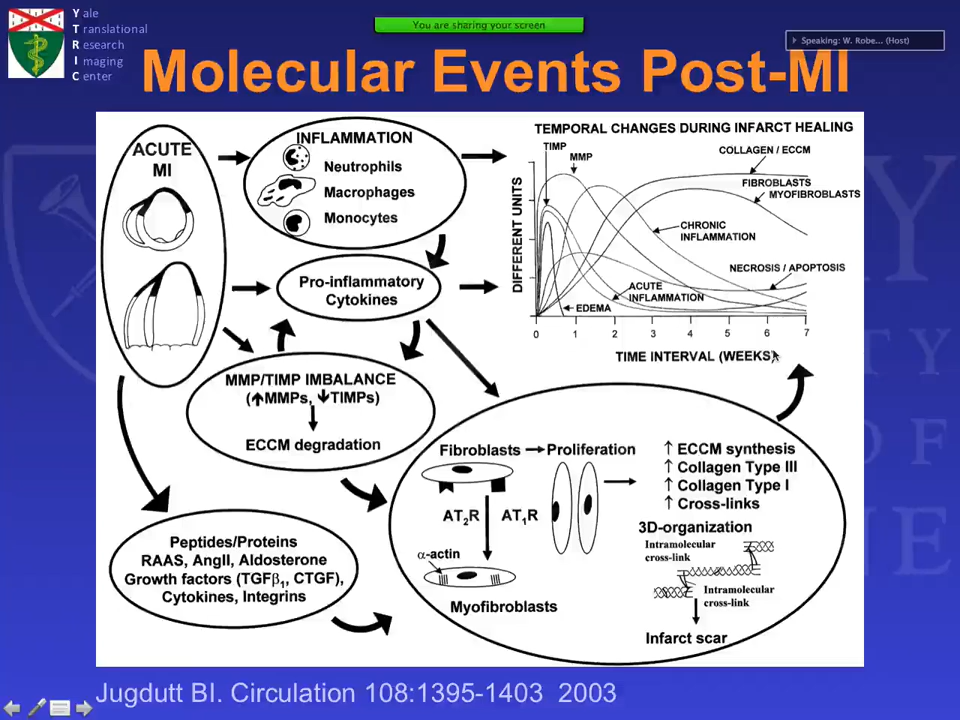 Yale
Translational
Research
Imaging
Center
You are sharing your screen
Speaking: W. Robe... (Host)
Molecular Events Post-MI
ACUTE
MI
INFLAMMATION
Neutrophils
Macrophages
Monocytes
Pro-inflammatory
Cytokines
MMP/TIMP IMBALANCE
(↑MMPs, ↓TIMPs)
ECCM degradation
Peptides/Proteins
RAAS, AngII, Aldosterone
Growth factors (TGFβ₁, CTGF),
Cytokines, Integrins
TEMPORAL CHANGES DURING INFARCT HEALING
TIMP
MMP
COLLAGEN / ECCM
FIBROBLASTS
MYOFIBROBLASTS
CHRONIC
INFLAMMATION
NECROSIS / APOPTOSIS
ACUTE
INFLAMMATION
EDEMA
DIFFERENT UNITS
0 1 2 3 4 5 6 7
TIME INTERVAL (WEEKS)
Fibroblasts → Proliferation
AT₂R AT₁R
α-actin
Myofibroblasts
↑ ECCM synthesis
↑ Collagen Type III
↑ Collagen Type I
↑ Cross-links
3D-organization
Intramolecular
cross-link
Intramolecular
cross-link
Infarct scar
Jugdutt BI. Circulation 108:1395-1403 2003